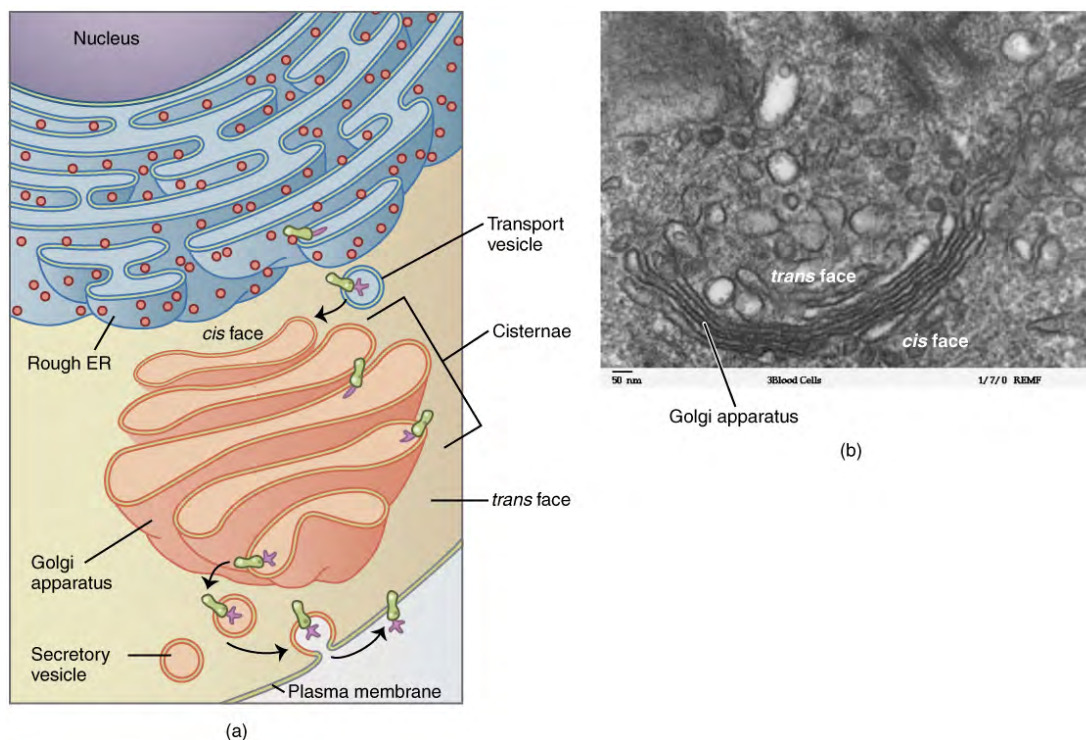 Nucleus
Transport
vesicle
cis face
Cisternae
Rough ER
trans face
Golgi
apparatus
Secretory
vesicle
Plasma membrane
(a)
trans face
cis face
50 nm 3Blood Cells 1/7/0 REMF
Golgi apparatus
(b)